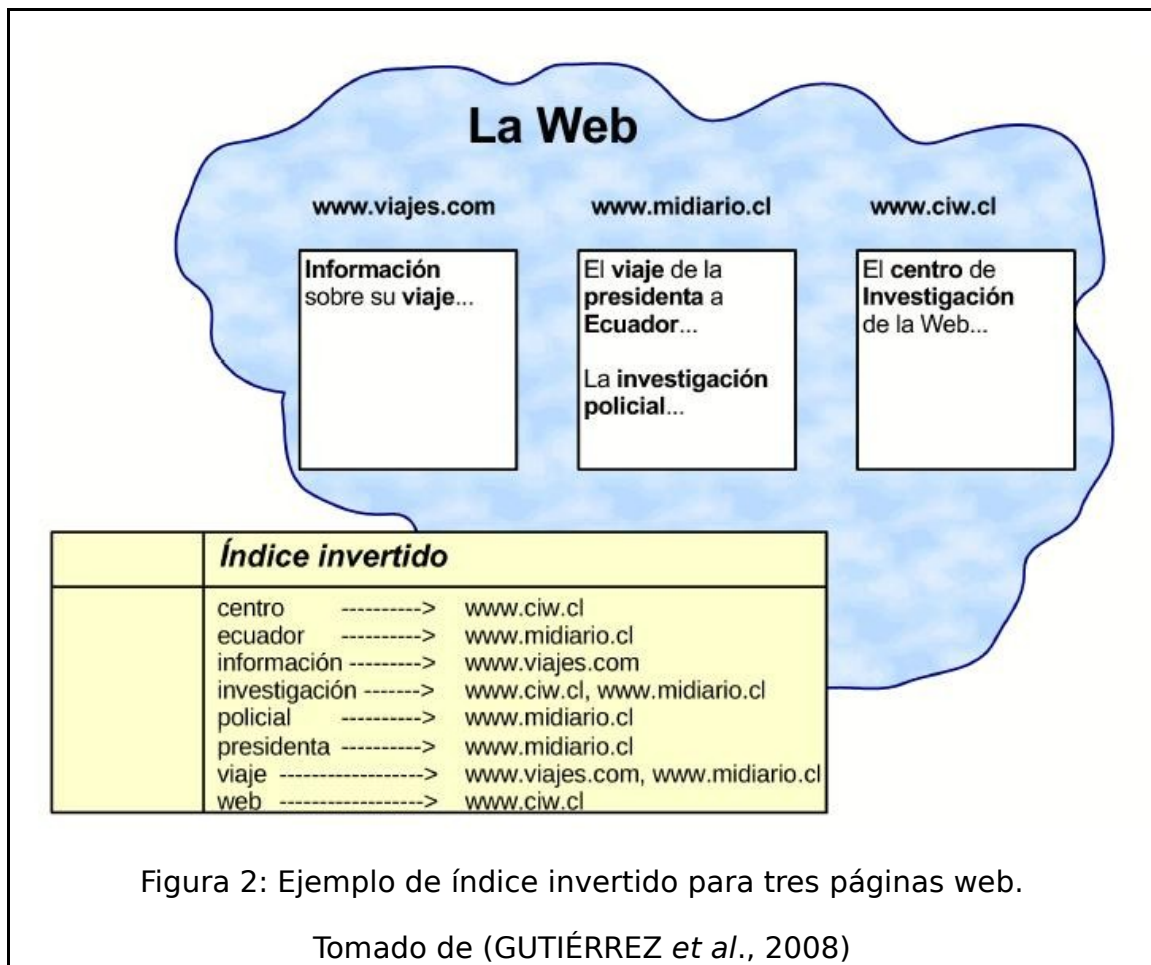 La Web
www.viajes.com
www.midiario.cl
www.ciw.cl
Información
sobre su viaje...
El viaje de la
presidenta a
Ecuador...
La investigación
policial...
El centro de
Investigación
de la Web...
Índice invertido
centro ----------> www.ciw.cl
ecuador ----------> www.midiario.cl
información ---------> www.viajes.com
investigación -------> www.ciw.cl, www.midiario.cl
policial ----------> www.midiario.cl
presidenta ----------> www.midiario.cl
viaje ------------------> www.viajes.com, www.midiario.cl
web ------------------> www.ciw.cl
Figura 2: Ejemplo de índice invertido para tres páginas web.
Tomado de (GUTIÉRREZ et al., 2008)